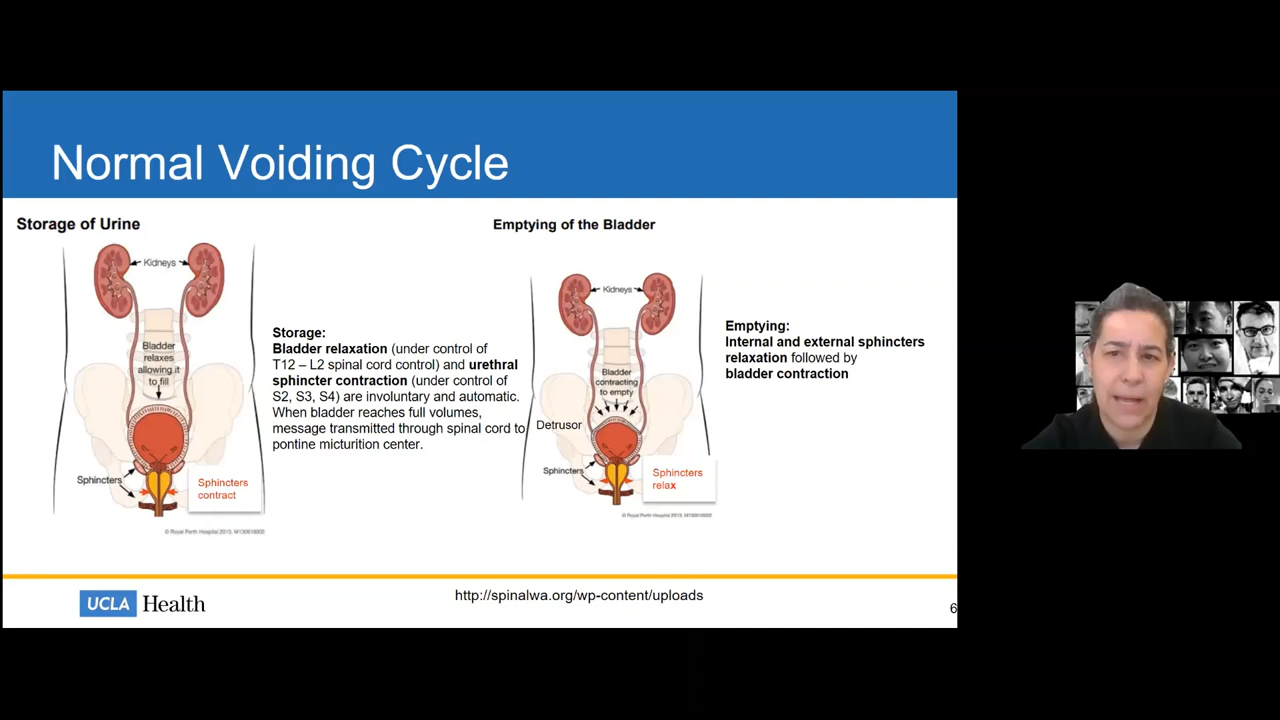 Normal Voiding Cycle
Storage of Urine
Kidneys
Bladder
relaxes
allowing it
to fill
Sphincters
Sphincters
contract
© Royal Perth Hospital 2013, M130618002
Storage:
Bladder relaxation (under control of
T12 – L2 spinal cord control) and urethral
sphincter contraction (under control of
S2, S3, S4) are involuntary and automatic.
When bladder reaches full volumes,
message transmitted through spinal cord to
pontine micturition center.
Emptying of the Bladder
Kidneys
Bladder
contracting
to empty
Detrusor
Sphincters
Sphincters
relax
© Royal Perth Hospital 2013, M130618002
Emptying:
Internal and external sphincters
relaxation followed by
bladder contraction
UCLA Health
http://spinalwa.org/wp-content/uploads
6